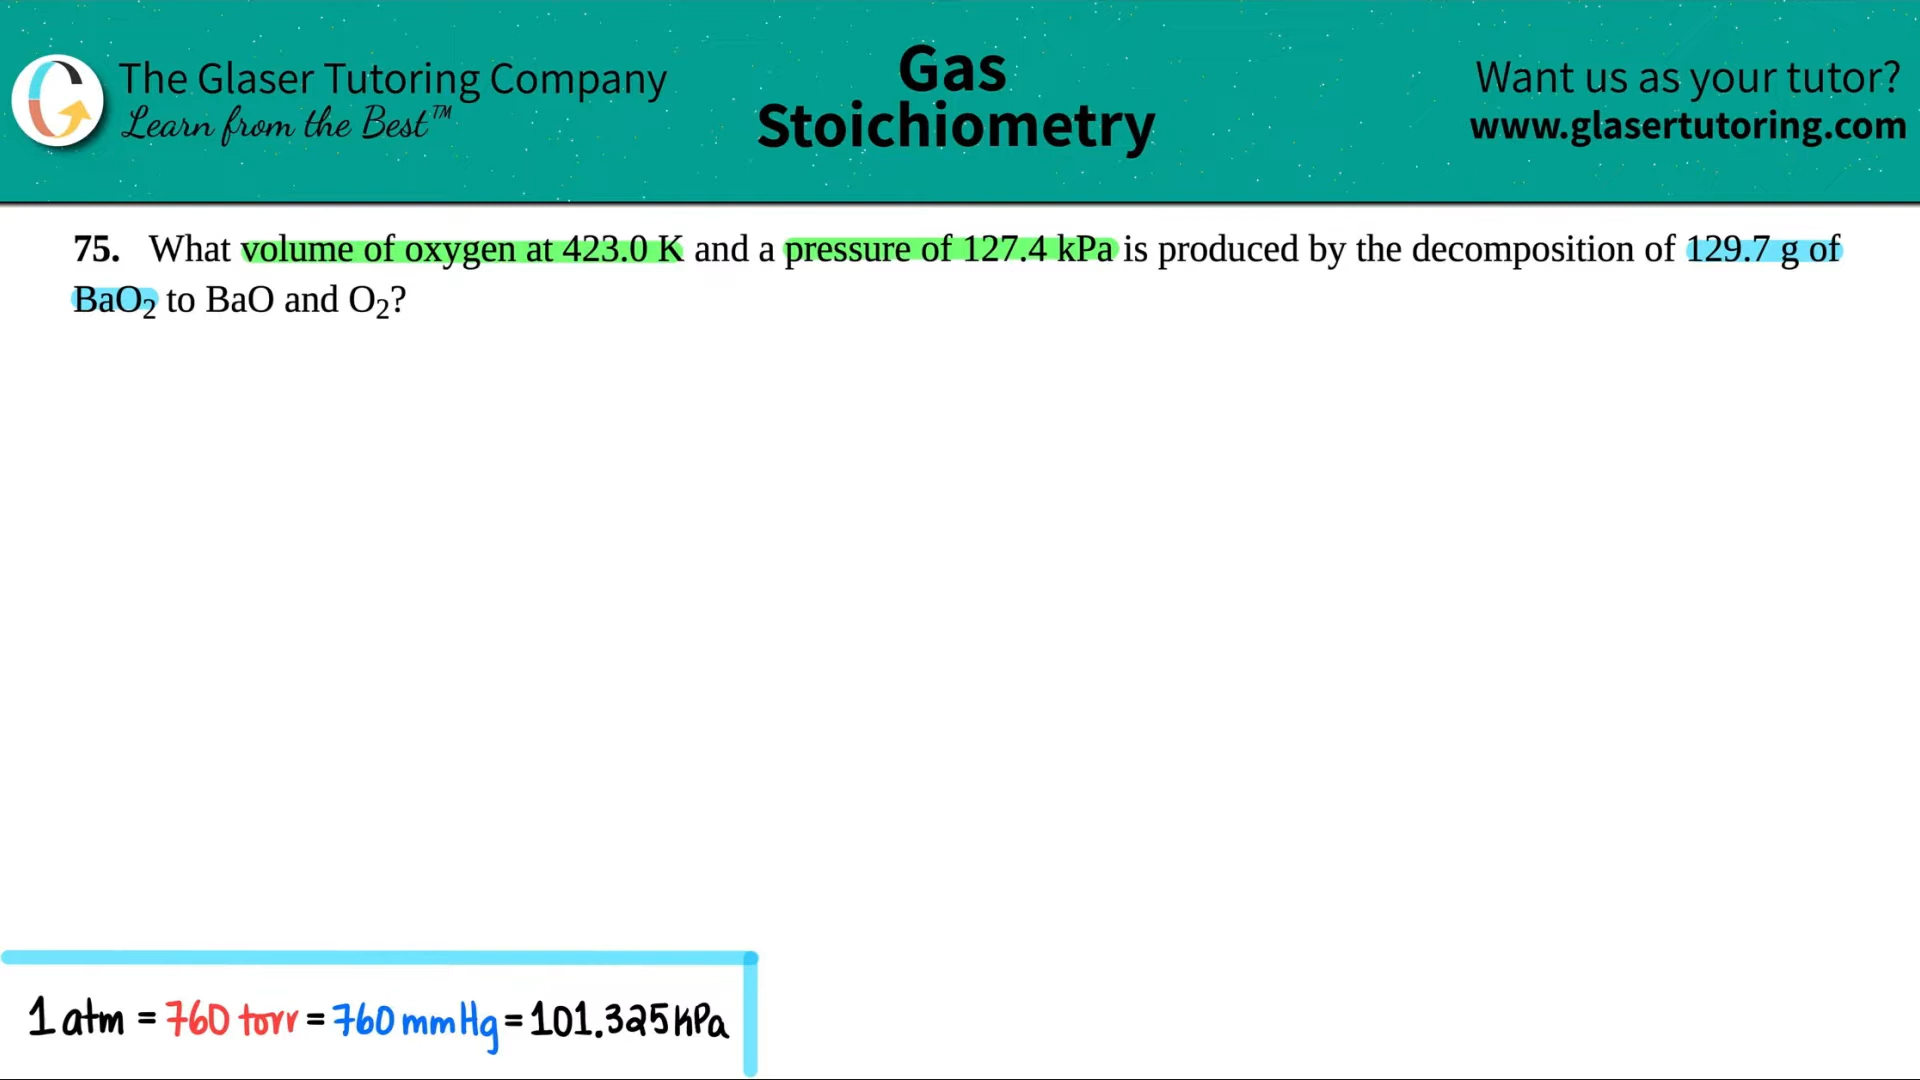 The Glaser Tutoring Company
Learn from the Best™
Gas
Stoichiometry
Want us as your tutor?
www.glasertutoring.com
75. What volume of oxygen at 423.0 K and a pressure of 127.4 kPa is produced by the decomposition of 129.7 g of
BaO₂ to BaO and O₂?
1 atm = 760 torr = 760 mmHg = 101.325 kPa